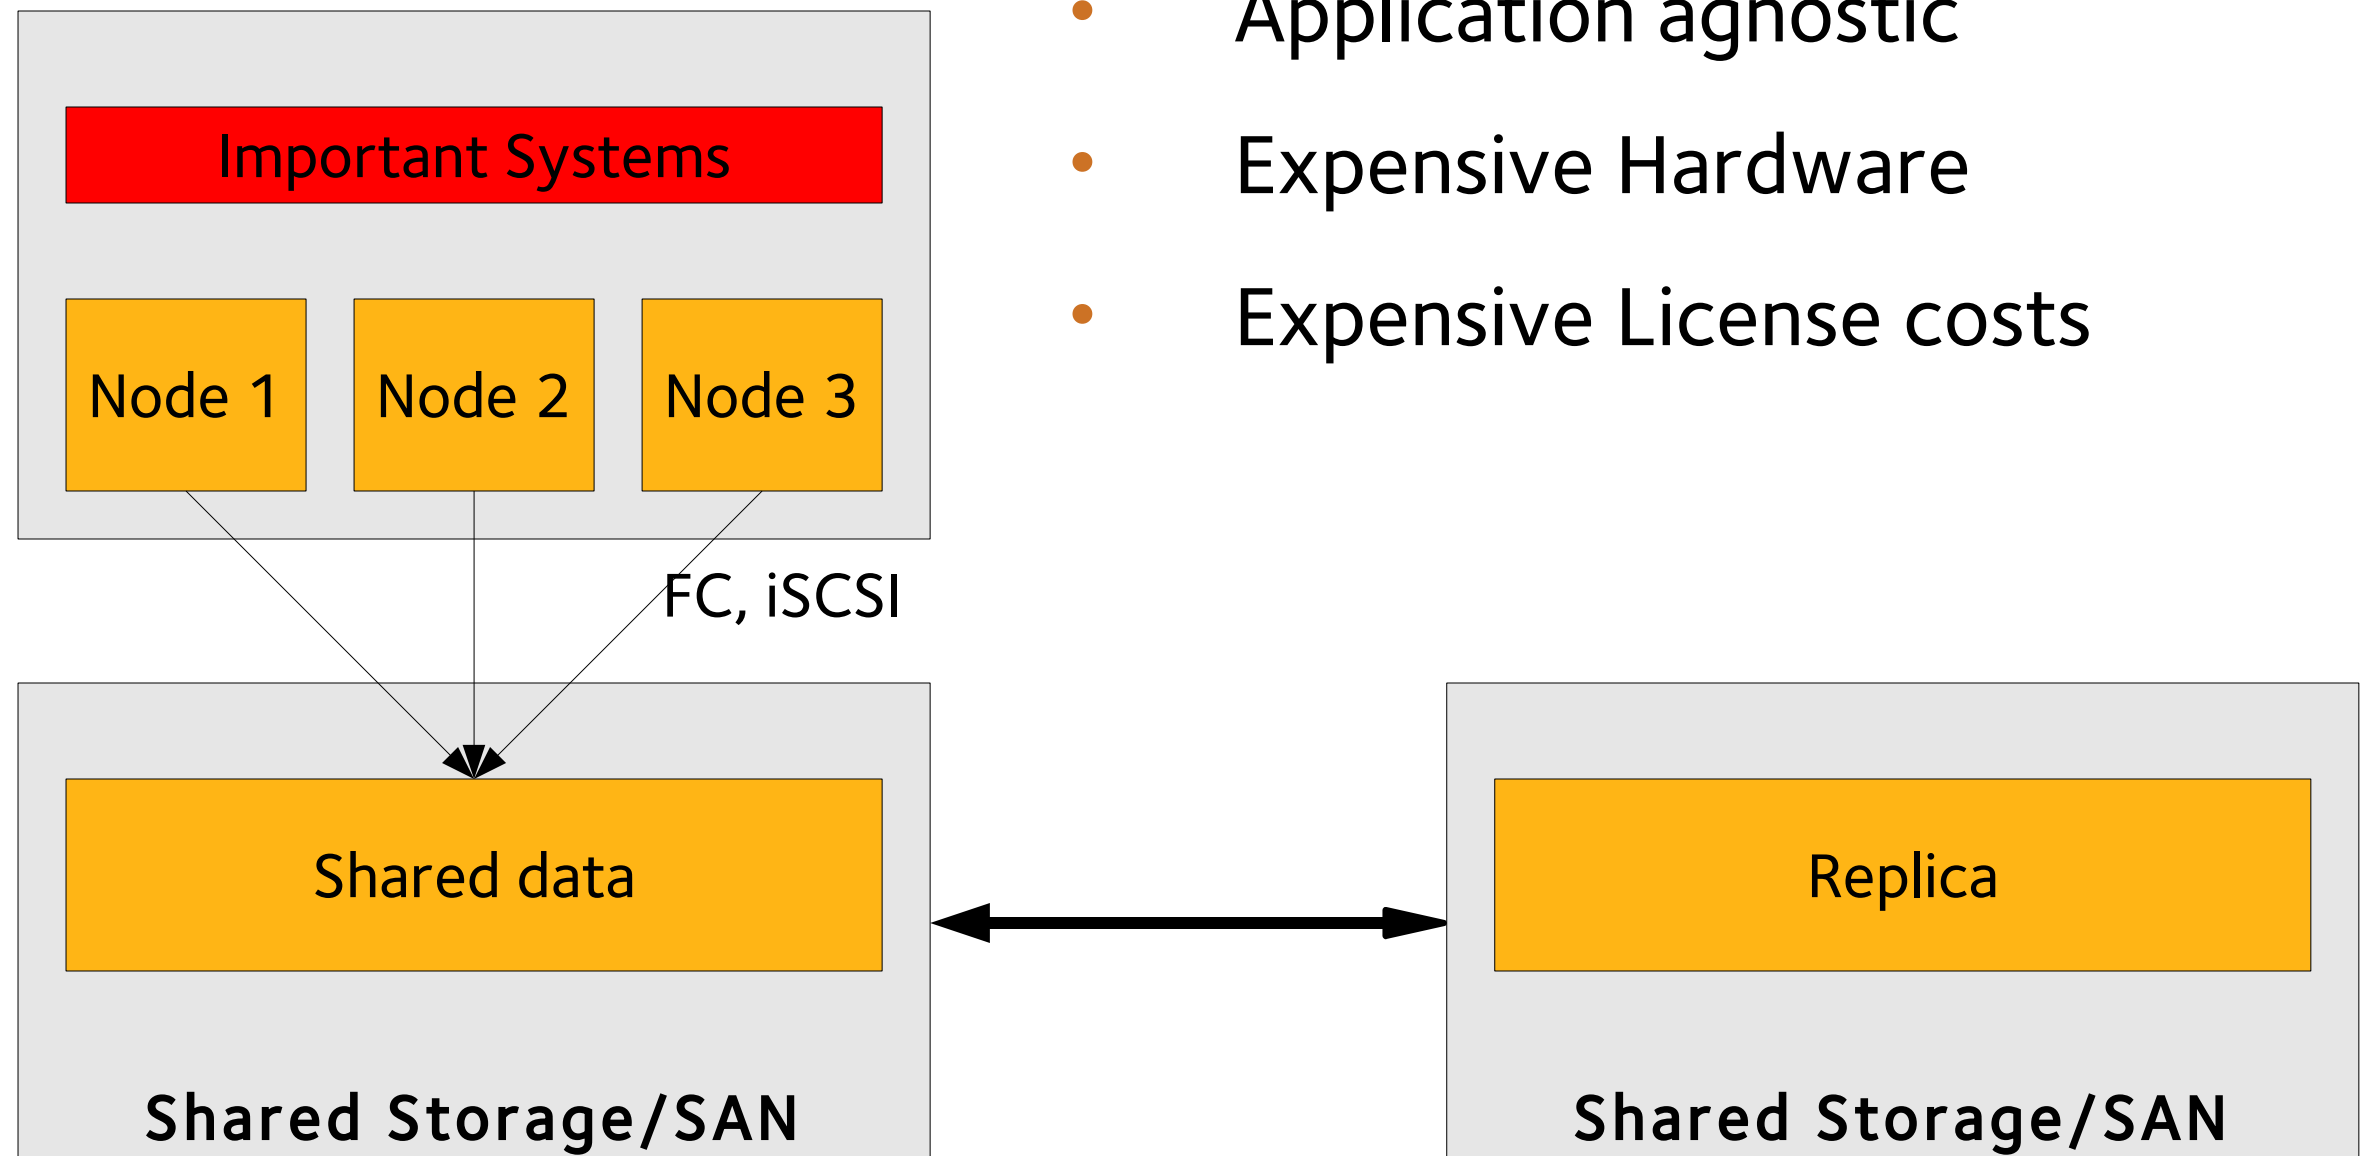 Application agnostic
Expensive Hardware
Expensive License costs
Important Systems
Node 1
Node 2
Node 3
FC, iSCSI
Shared data
Replica
Shared Storage/SAN
Shared Storage/SAN